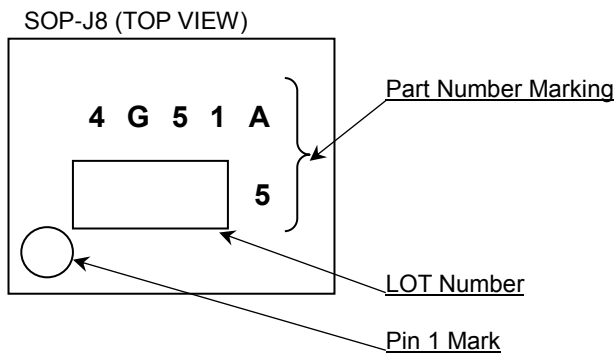 SOP-J8 (TOP VIEW)
Part Number Marking
4 G 5 1 A
5
LOT Number
Pin 1 Mark